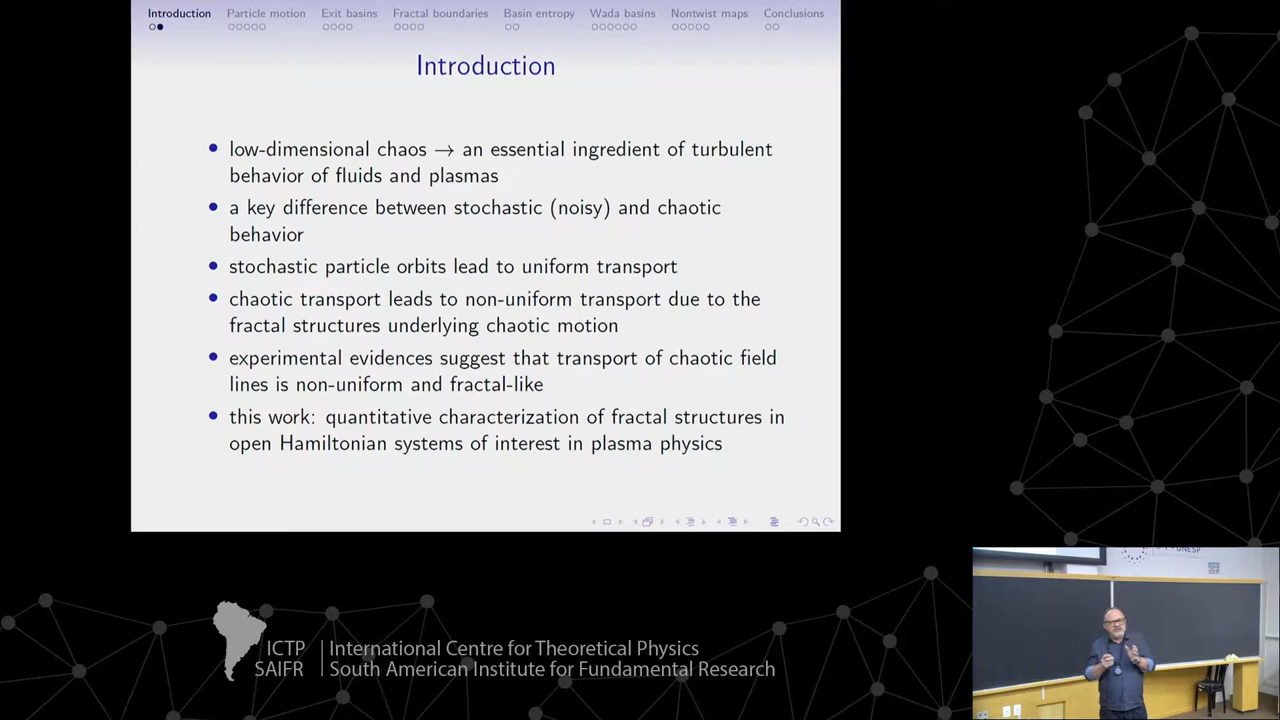 Introduction Particle motion Exit basins Fractal boundaries Basin entropy Wada basins Nontwist maps Conclusions
Introduction
• low-dimensional chaos → an essential ingredient of turbulent
behavior of fluids and plasmas
• a key difference between stochastic (noisy) and chaotic
behavior
• stochastic particle orbits lead to uniform transport
• chaotic transport leads to non-uniform transport due to the
fractal structures underlying chaotic motion
• experimental evidences suggest that transport of chaotic field
lines is non-uniform and fractal-like
• this work: quantitative characterization of fractal structures in
open Hamiltonian systems of interest in plasma physics
UNESP
ICTP International Centre for Theoretical Physics
SAIFR South American Institute for Fundamental Research